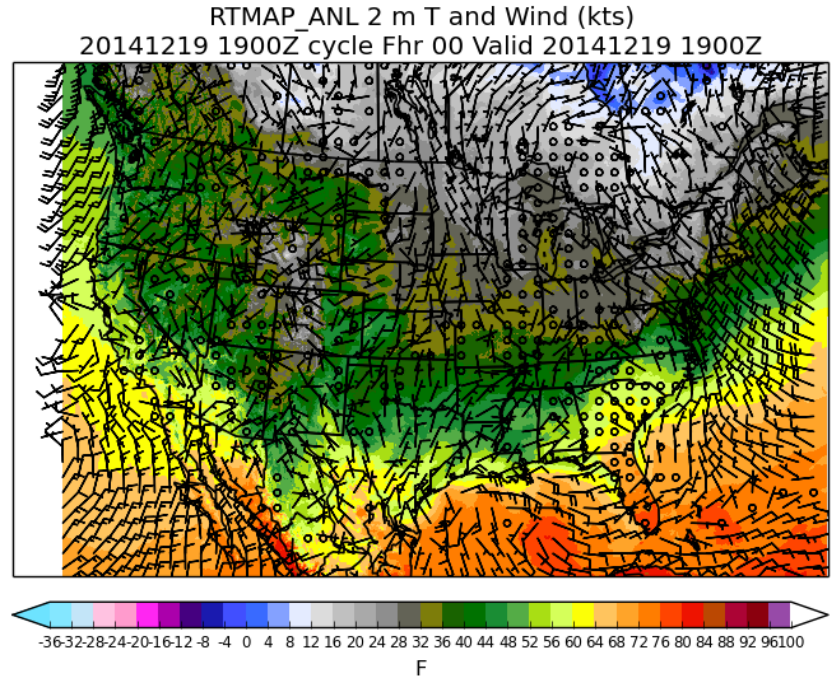 RTMAP_ANL 2 m T and Wind (kts)
20141219 1900Z cycle Fhr 00 Valid 20141219 1900Z
-36-32-28-24-20-16-12 -8 -4 0 4 8 12 16 20 24 28 32 36 40 44 48 52 56 60 64 68 72 76 80 84 88 92 96100
F